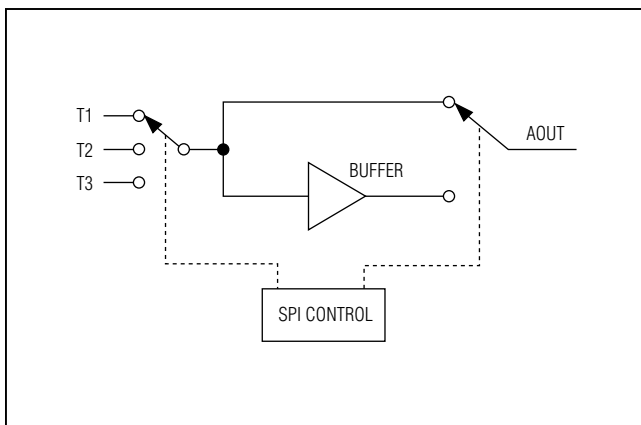 T1
T2
T3
BUFFER
AOUT
SPI CONTROL